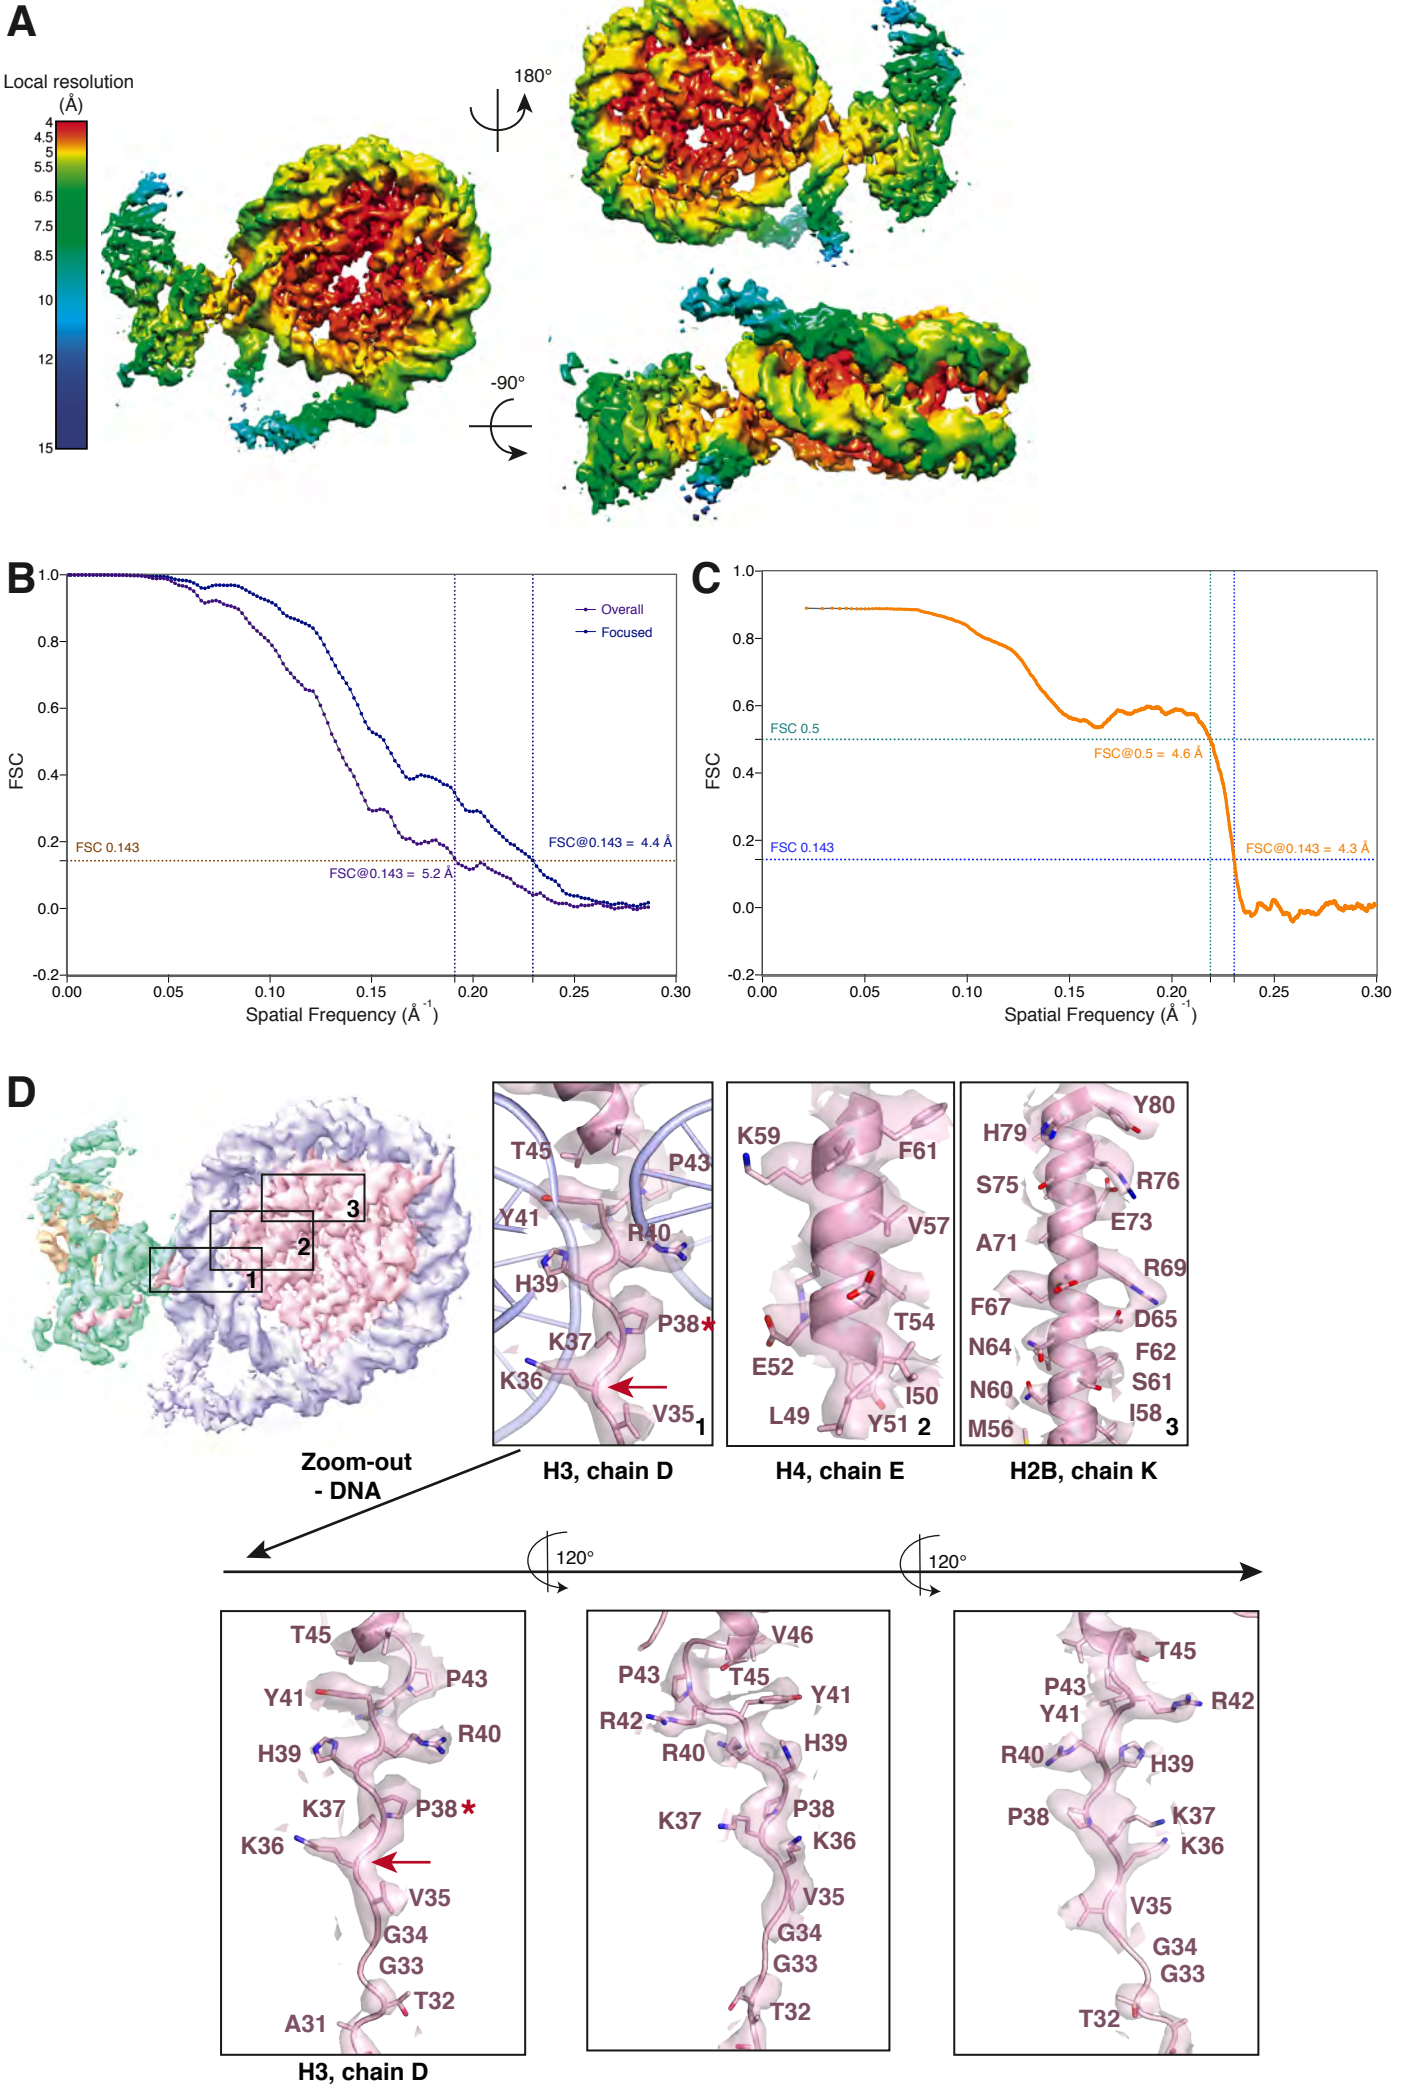 A
Local resolution
(Å)
4
4.5
5
5.5
6.5
7.5
8.5
10
12
15
180°
-90°
B
1.0
0.8
0.6
0.4
0.2
0.0
-0.2
FSC
Overall
Focused
FSC 0.143
FSC@0.143 = 4.4 Å
FSC@0.143 = 5.2 Å
0.00 0.05 0.10 0.15 0.20 0.25 0.30
Spatial Frequency (Å⁻¹)
C
1.0
0.8
0.6
0.4
0.2
0.0
-0.2
FSC
FSC 0.5
FSC@0.5 = 4.6 Å
FSC 0.143
FSC@0.143 = 4.3 Å
0.00 0.05 0.10 0.15 0.20 0.25 0.30
Spatial Frequency (Å⁻¹)
D
3
2
1
T45
P43
Y41
R40
H39
P38*
K37
K36
V35
1
H3, chain D
K59
F61
V57
T54
E52
I50
L49
Y51
2
H4, chain E
Y80
H79
R76
S75
E73
A71
R69
F67
D65
N64
F62
S61
N60
I58
M56
3
H2B, chain K
Zoom-out
- DNA
120°
120°
T45
P43
Y41
R40
H39
K37
P38*
K36
V35
G34
G33
T32
A31
H3, chain D
V46
P43
T45
Y41
R42
R40
H39
K37
P38
K36
V35
G34
G33
T32
T45
P43
R42
Y41
R40
H39
P38
K37
K36
V35
G34
G33
T32